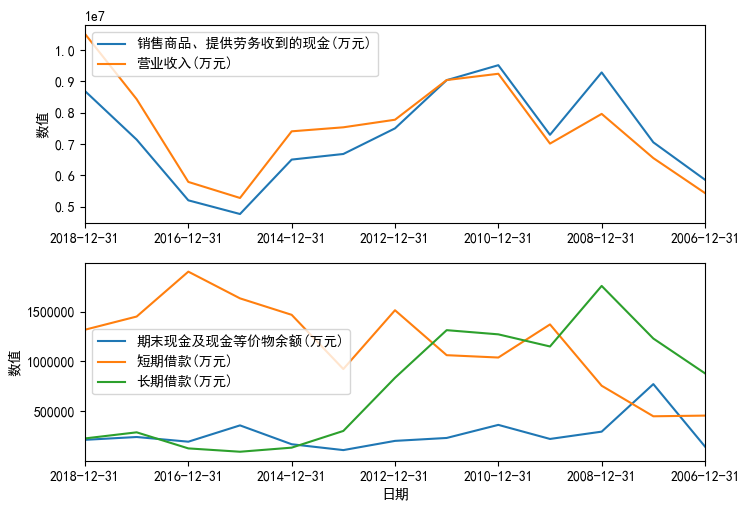 1e7
销售商品、提供劳务收到的现金(万元)
营业收入(万元)
1.0
0.9
0.8
0.7
0.6
0.5
数值
2018-12-31 2016-12-31 2014-12-31 2012-12-31 2010-12-31 2008-12-31 2006-12-31
期末现金及现金等价物余额(万元)
短期借款(万元)
长期借款(万元)
1500000
1000000
500000
数值
2018-12-31 2016-12-31 2014-12-31 2012-12-31 2010-12-31 2008-12-31 2006-12-31
日期